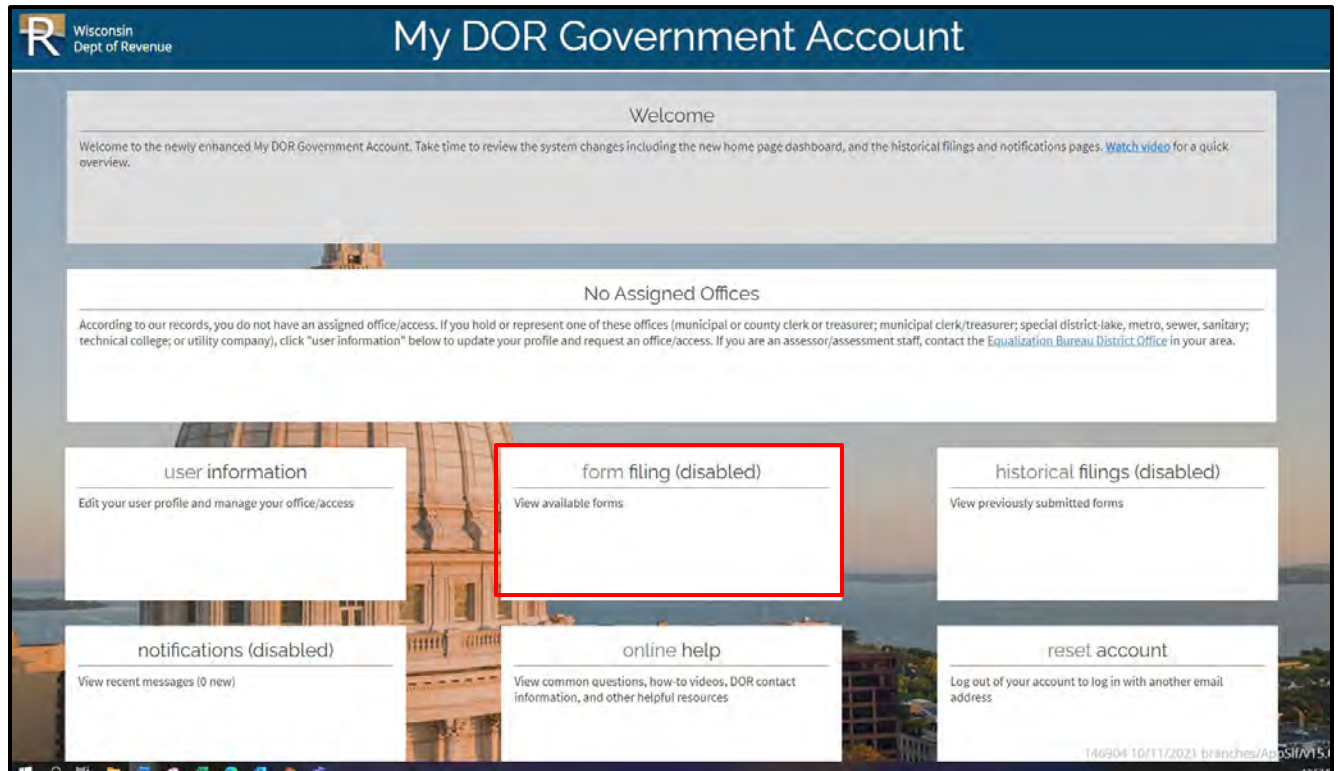 Wisconsin
Dept of Revenue
My DOR Government Account
Welcome
Welcome to the newly enhanced My DOR Government Account. Take time to review the system changes including the new home page dashboard, and the historical filings and notifications pages. Watch video for a quick
overview.
No Assigned Offices
According to our records, you do not have an assigned office/access. If you hold or represent one of these offices (municipal or county clerk or treasurer; municipal clerk/treasurer; special district-lake, metro, sewer, sanitary;
technical college; or utility company), click "user information" below to update your profile and request an office/access. If you are an assessor/assessment staff, contact the Equalization Bureau District Office in your area.
user information
Edit your user profile and manage your office/access
form filing (disabled)
View available forms
historical filings (disabled)
View previously submitted forms
notifications (disabled)
View recent messages (0 new)
online help
View common questions, how-to videos, DOR contact
information, and other helpful resources
reset account
Log out of your account to log in with another email
address
146904 10/11/2021 branches/AppSlf/V15.